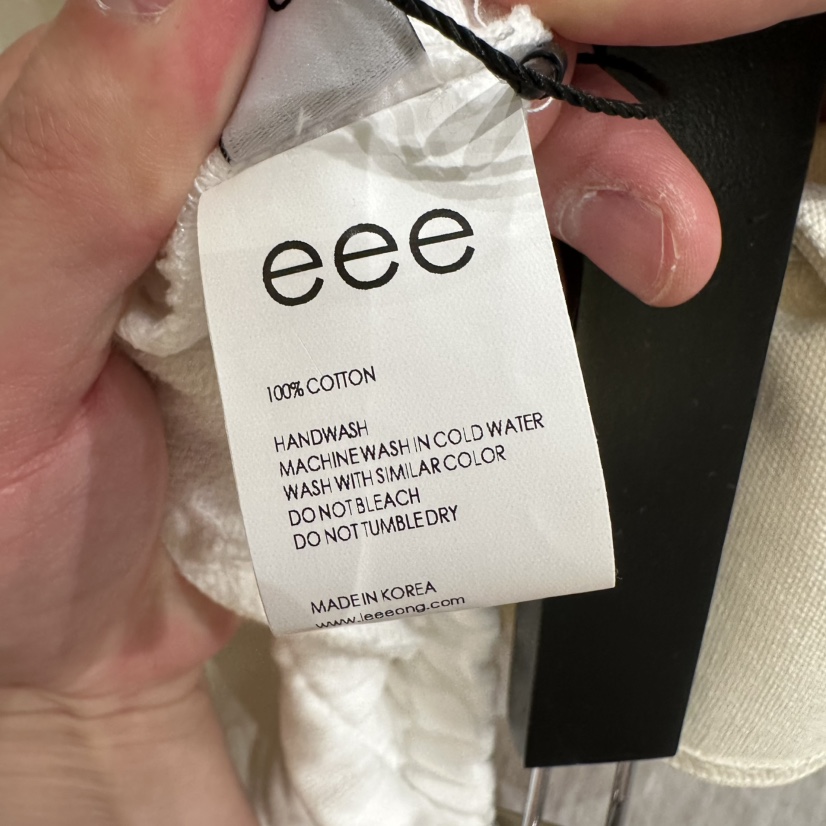 eee
100% COTTON
HANDWASH
MACHINE WASH IN COLD WATER
WASH WITH SIMILAR COLOR
DO NOT BLEACH
DO NOT TUMBLE DRY
MADE IN KOREA
www.leeeong.com